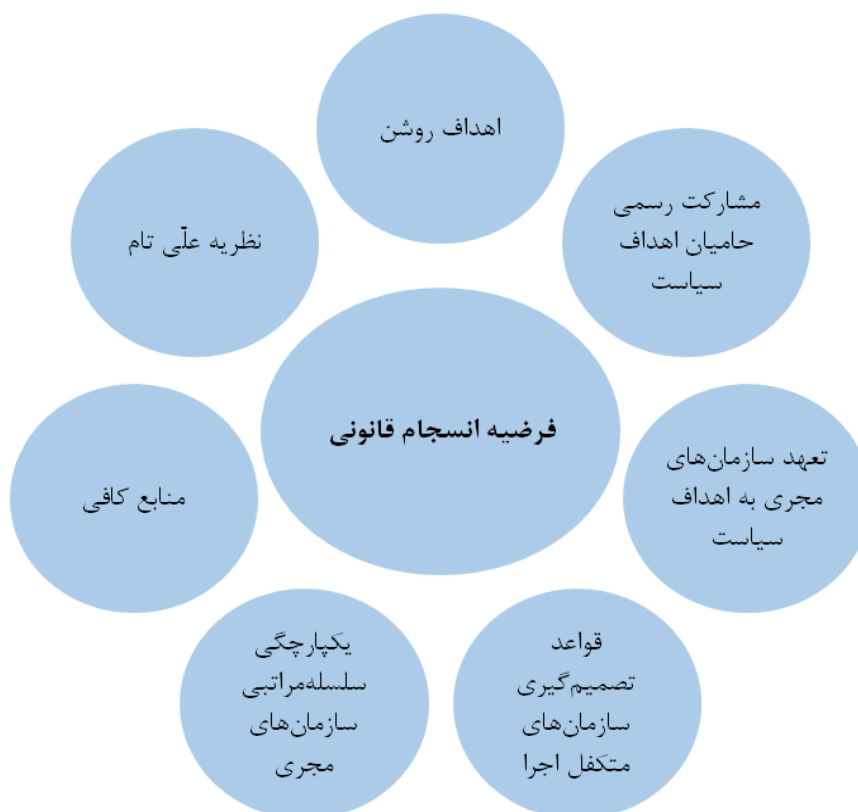 اهداف روشن
مشارکت رسمی
حامیان اهداف
سیاست
تعهد سازمان‌های
مجری به اهداف
سیاست
قواعد
تصمیم‌گیری
سازمان‌های
متکفل اجرا
یکپارچگی
سلسله‌مراتبی
سازمان‌های
مجری
منابع کافی
نظریه علّی تام
فرضیه انسجام قانونی